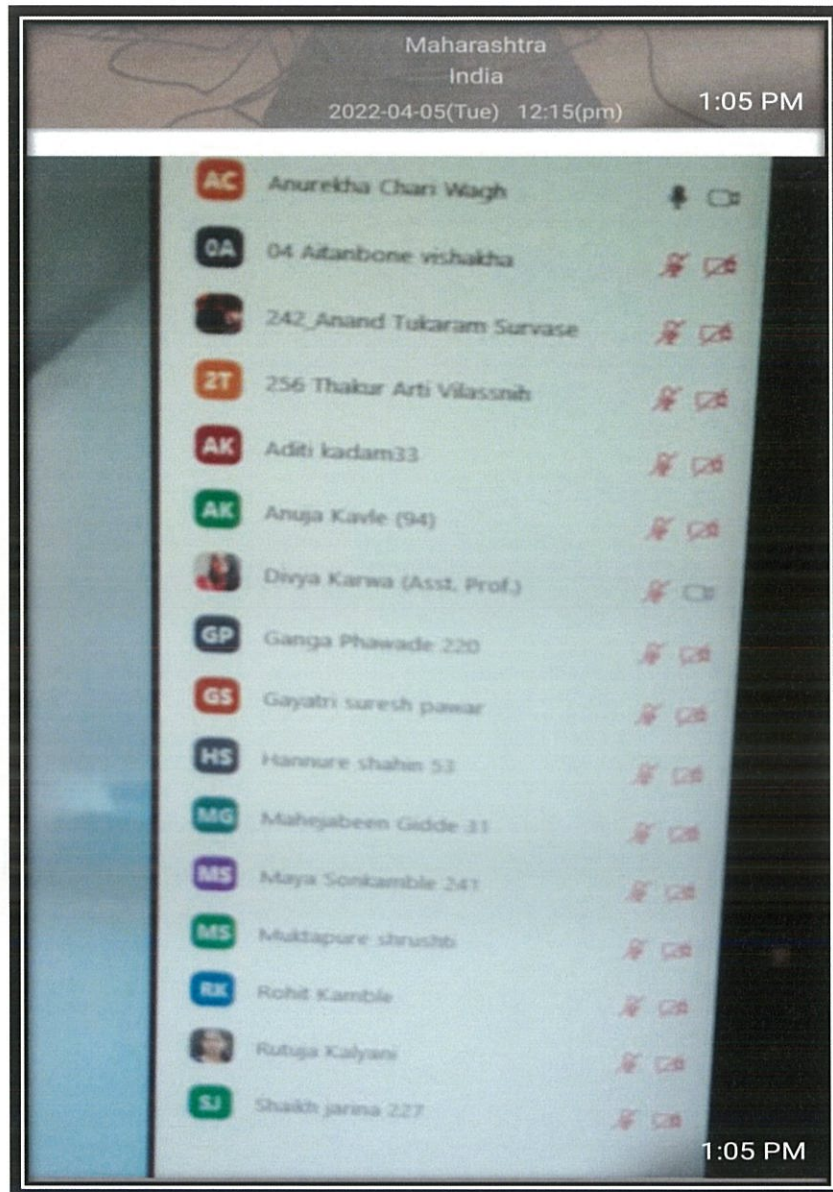 Maharashtra
India
2022-04-05(Tue) 12:15(pm) 1:05 PM
AC Anurekha Chari Wagh
0A 04 Aitanbone vishakha
242_Anand Tukaram Survase
2T 256 Thakur Arti Vilassnih
AK Aditi kadam33
AK Anuja Kavle (94)
Divya Karwa (Asst. Prof.)
GP Ganga Phawade 220
GS Gayatri suresh pawar
HS Hannure shahin 53
MG Mahejabeen Gidde 31
MS Maya Sonkamble 241
MS Muktapure shrushti
RK Rohit Kamble
Rutuja Kalyani
SJ Shaikh jarina 227
1:05 PM